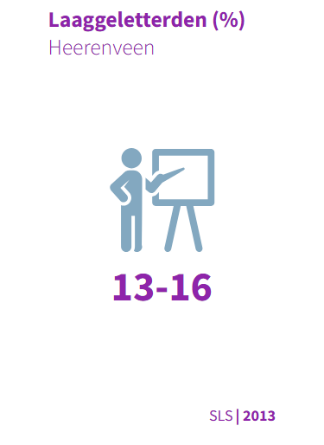 Laaggeletterden (%)
Heerenveen
13-16
SLS | 2013